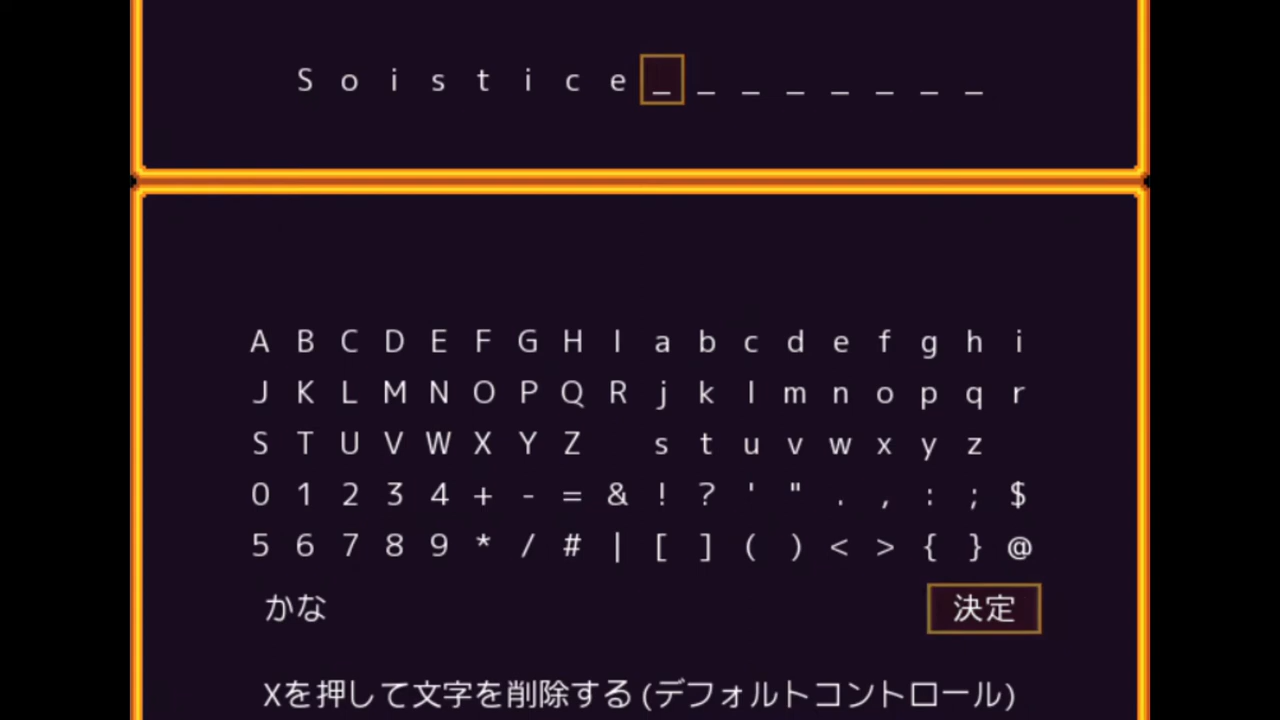 Soistice_ _ _ _ _ _ _ _
A B C D E F G H I a b c d e f g h i
J K L M N O P Q R j k l m n o p q r
S T U V W X Y Z s t u v w x y z
0 1 2 3 4 + - = & ! ? ' " . , : ; $
5 6 7 8 9 * / # | [ ] ( ) < > { } @
かな 決定
Xを押して文字を削除する (デフォルトコントロール)